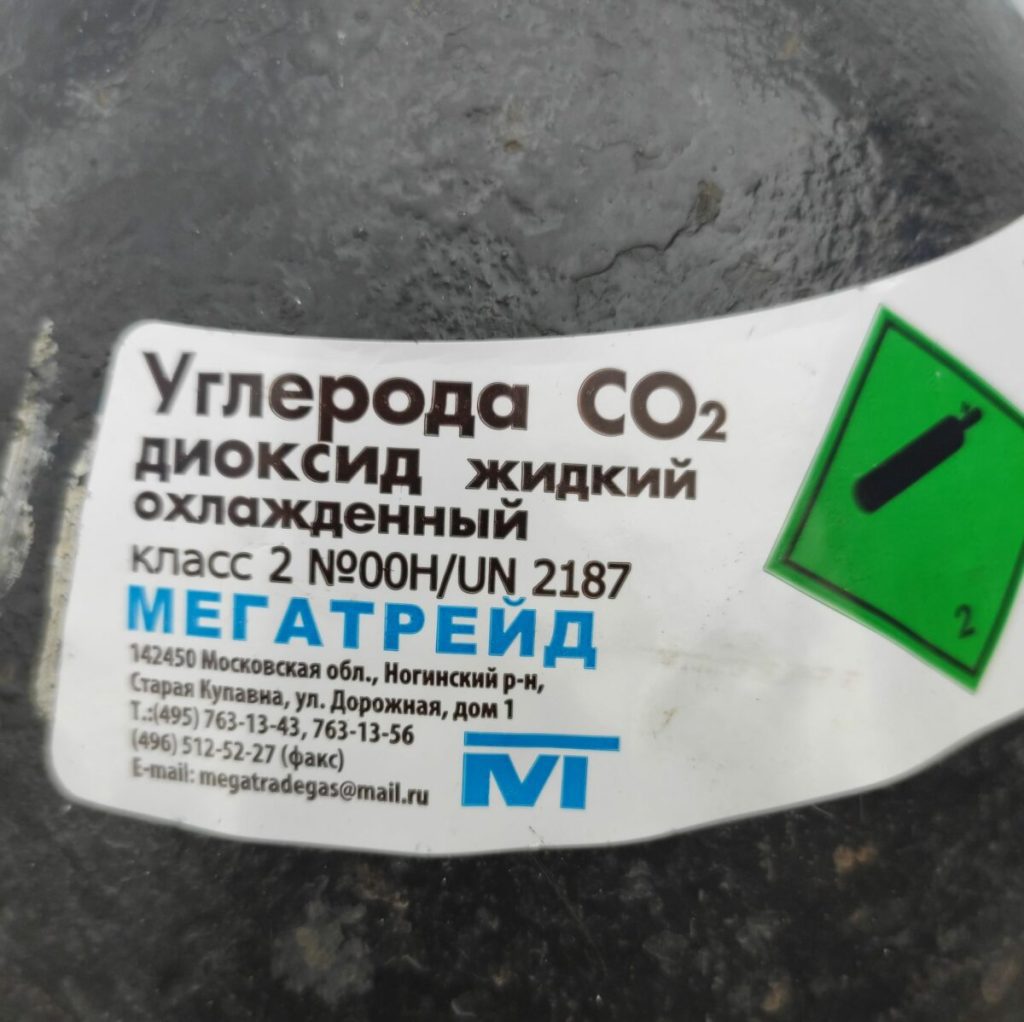 Углерода CO₂
диоксид жидкий
охлажденный
класс 2 №00Н/UN 2187
МЕГАТРЕЙД
142450 Московская обл., Ногинский р-н,
Старая Купавна, ул. Дорожная, дом 1
Т.:(495) 763-13-43, 763-13-56
(496) 512-52-27 (факс)
E-mail: megatradegas@mail.ru
МТ
2